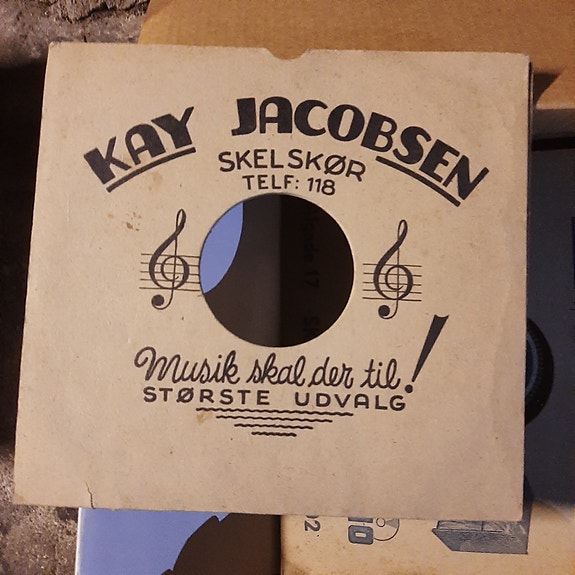 KAY JACOBSEN
SKELSKØR
TELF: 118
Musik skal der til!
STØRSTE UDVALG